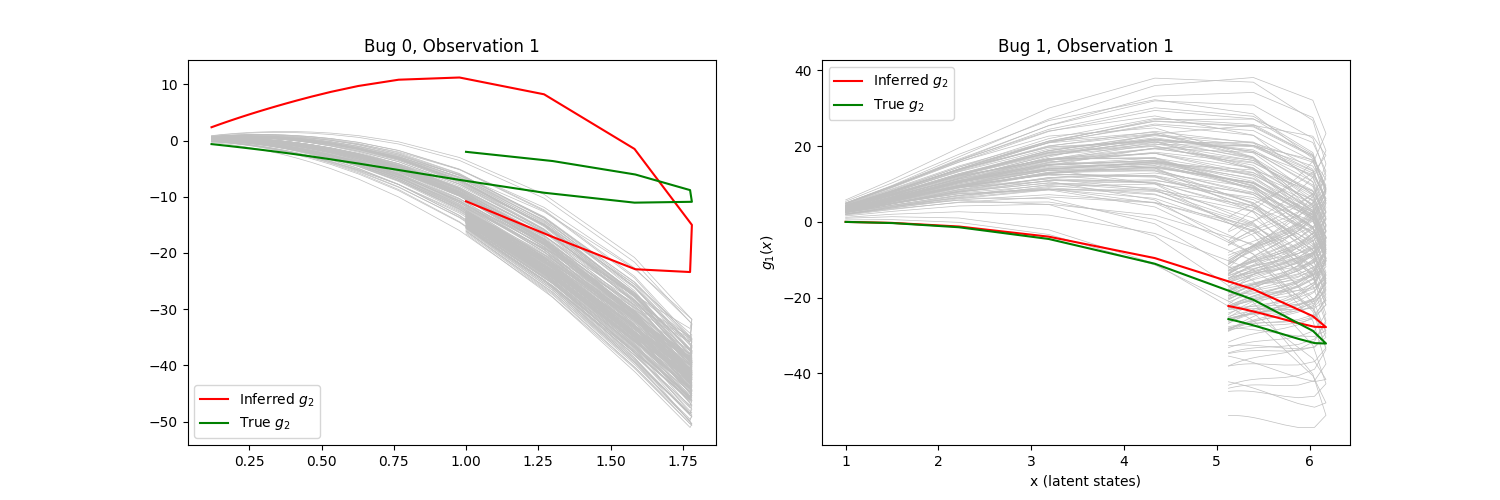 Bug 0, Observation 1
10
0
−10
−20
−30
−40
−50
0.25 0.50 0.75 1.00 1.25 1.50 1.75
Inferred g₂
True g₂
Bug 1, Observation 1
40
20
0
−20
−40
g₁(x)
1 2 3 4 5 6
x (latent states)
Inferred g₂
True g₂